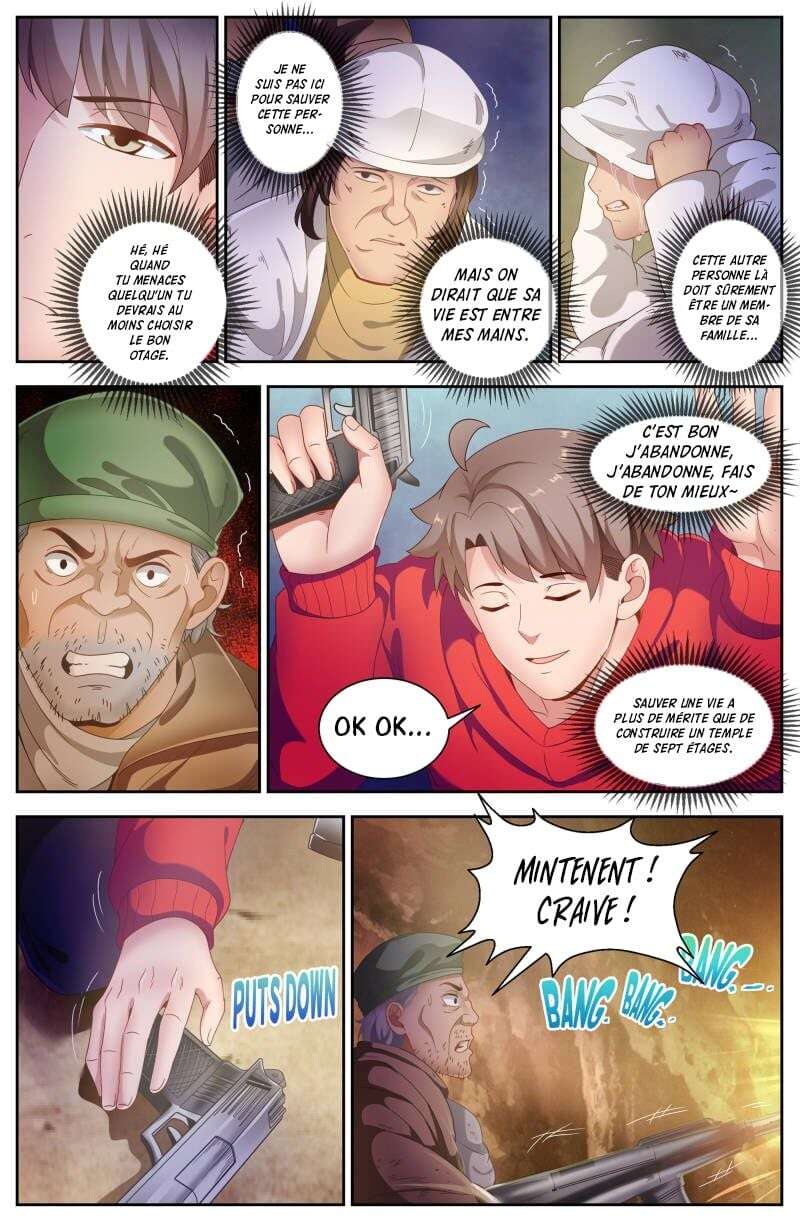 HÉ, HÉ
QUAND
TU MENACES
QUELQU'UN TU
DEVRAIS AU
MOINS CHOISIR
LE BON
OTAGE.
JE NE
SUIS PAS ICI
POUR SAUVER
CETTE PER-
SONNE...
MAIS ON
DIRAIT QUE SA
VIE EST ENTRE
MES MAINS.
CETTE AUTRE
PERSONNE LÀ
DOIT SÛREMENT
ÊTRE UN MEM-
BRE DE SA
FAMILLE...
C'EST BON
J'ABANDONNE,
J'ABANDONNE, FAIS
DE TON MIEUX~
OK OK...
SAUVER UNE VIE A
PLUS DE MÉRITE QUE DE
CONSTRUIRE UN TEMPLE
DE SEPT ÉTAGES.
PUTS DOWN
MINTENENT !
CRAIVE !
BANG. BANG.. BANG....